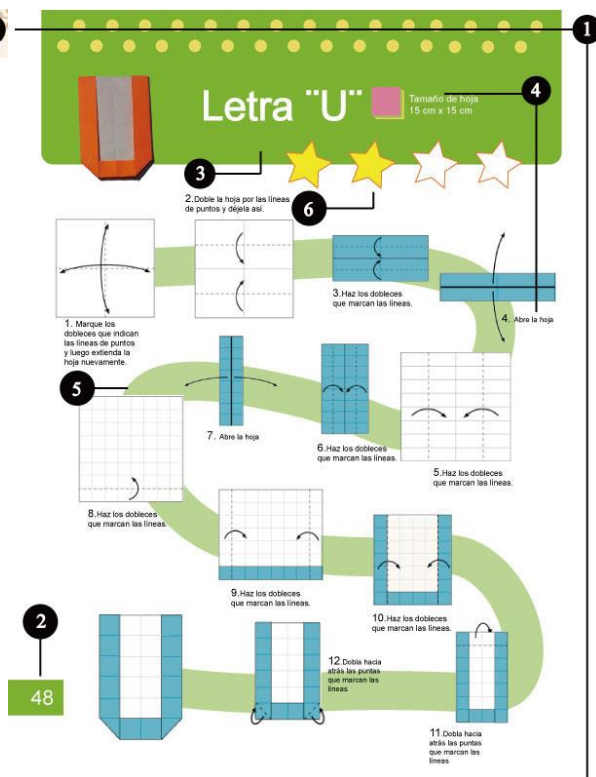 1
Letra ¨U¨
Tamaño de hoja
15 cm x 15 cm
4
3
6
2.Doble la hoja por las líneas
de puntos y déjela asi.
1. Marque los
dobleces que indican
las líneas de puntos
y luego extienda la
hoja nuevamente.
3.Haz los dobleces
que marcan las líneas.
4. Abre la hoja
5
7. Abre la hoja
6.Haz los dobleces
que marcan las líneas.
5.Haz los dobleces
que marcan las líneas.
8.Haz los dobleces
que marcan las líneas.
9.Haz los dobleces
que marcan las líneas.
10.Haz los dobleces
que marcan las líneas.
2
48
12.Dobla hacia
atrás las puntas
que marcan las
líneas
11.Dobla hacia
atrás las puntas
que marcan las
líneas